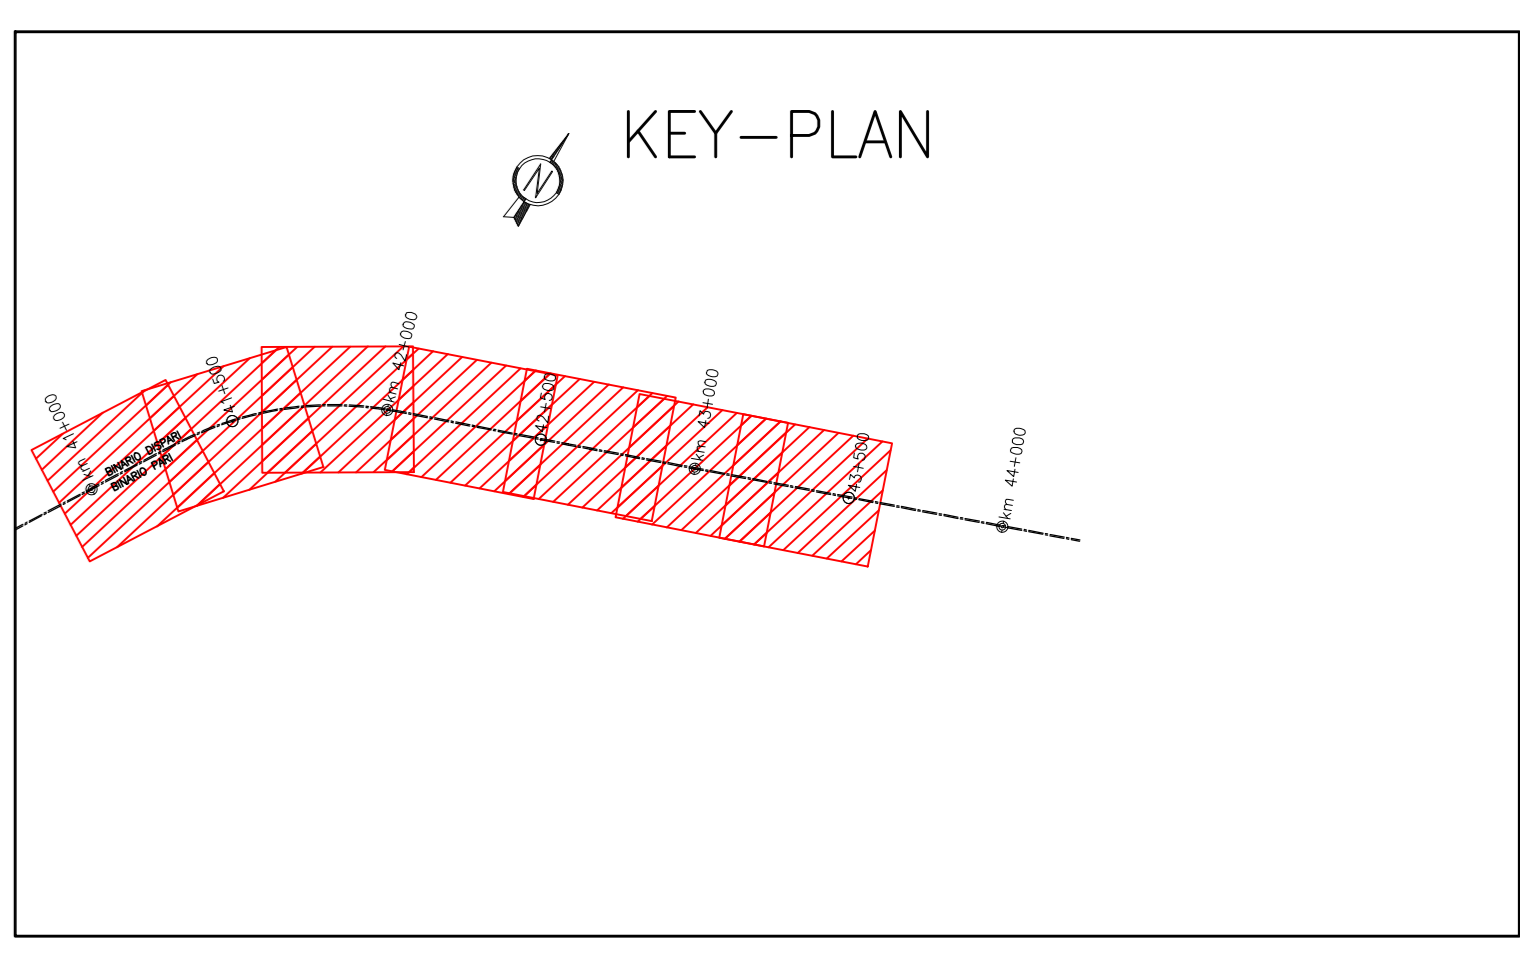 KEY-PLAN
N
km 41+000
41+500
km 42+000
42+500
km 43+000
43+500
km 44+000
BINARIO DISPARI
BINARIO PARI